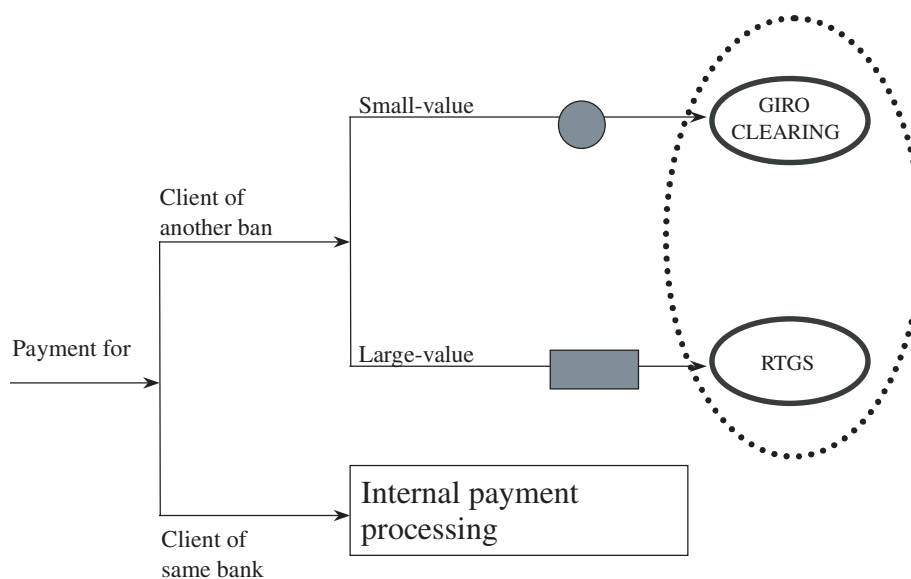 Small-value
GIRO
CLEARING
Client of
another ban
Payment for
Large-value
RTGS
Internal payment
processing
Client of
same bank